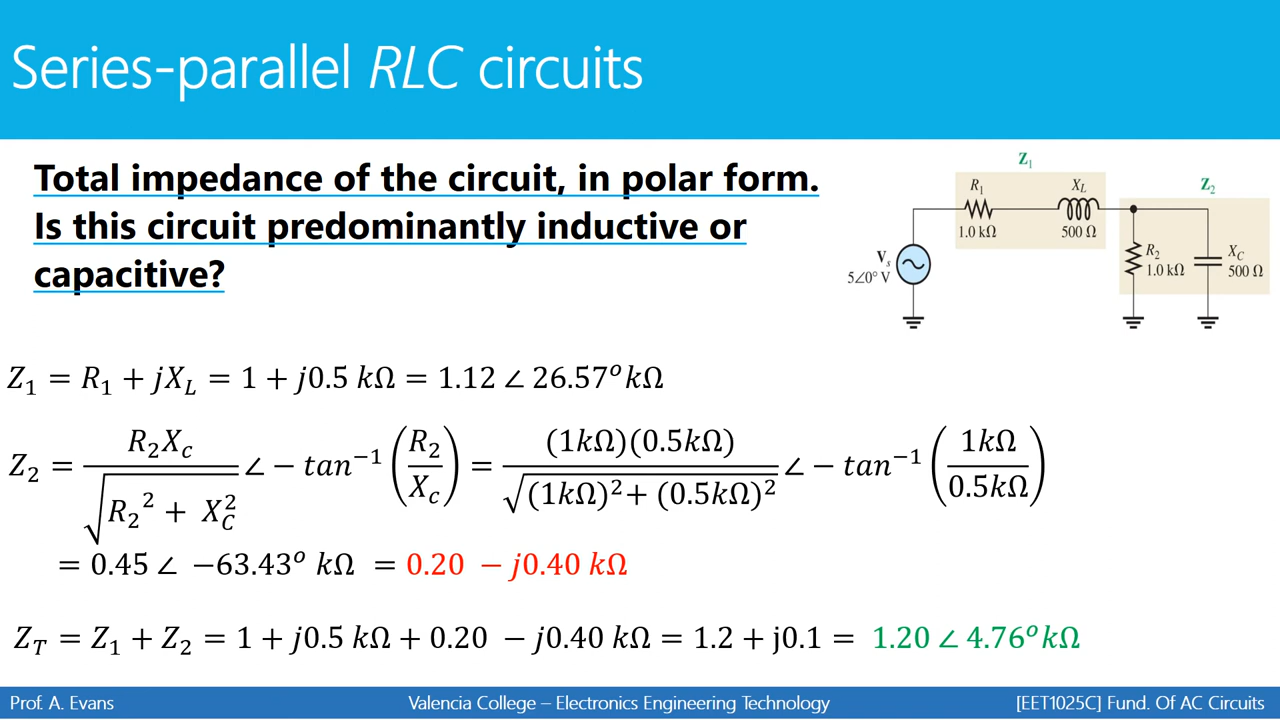 Series-parallel RLC circuits
Total impedance of the circuit, in polar form.
Is this circuit predominantly inductive or
capacitive?
Z₁
R₁
1.0 kΩ
X_L
500 Ω
Z₂
V_s
5∠0° V
R₂
1.0 kΩ
X_C
500 Ω
Z₁ = R₁ + jX_L = 1 + j0.5 kΩ = 1.12 ∠ 26.57° kΩ
Z₂ = R₂X_c / √(R₂² + X_C²) ∠ − tan⁻¹ (R₂ / X_c) = (1kΩ)(0.5kΩ) / √((1kΩ)² + (0.5kΩ)²) ∠ − tan⁻¹ (1kΩ / 0.5kΩ)
= 0.45 ∠ −63.43° kΩ = 0.20 − j0.40 kΩ
Z_T = Z₁ + Z₂ = 1 + j0.5 kΩ + 0.20 − j0.40 kΩ = 1.2 + j0.1 = 1.20 ∠ 4.76° kΩ
Prof. A. Evans
Valencia College – Electronics Engineering Technology
[EET1025C] Fund. Of AC Circuits